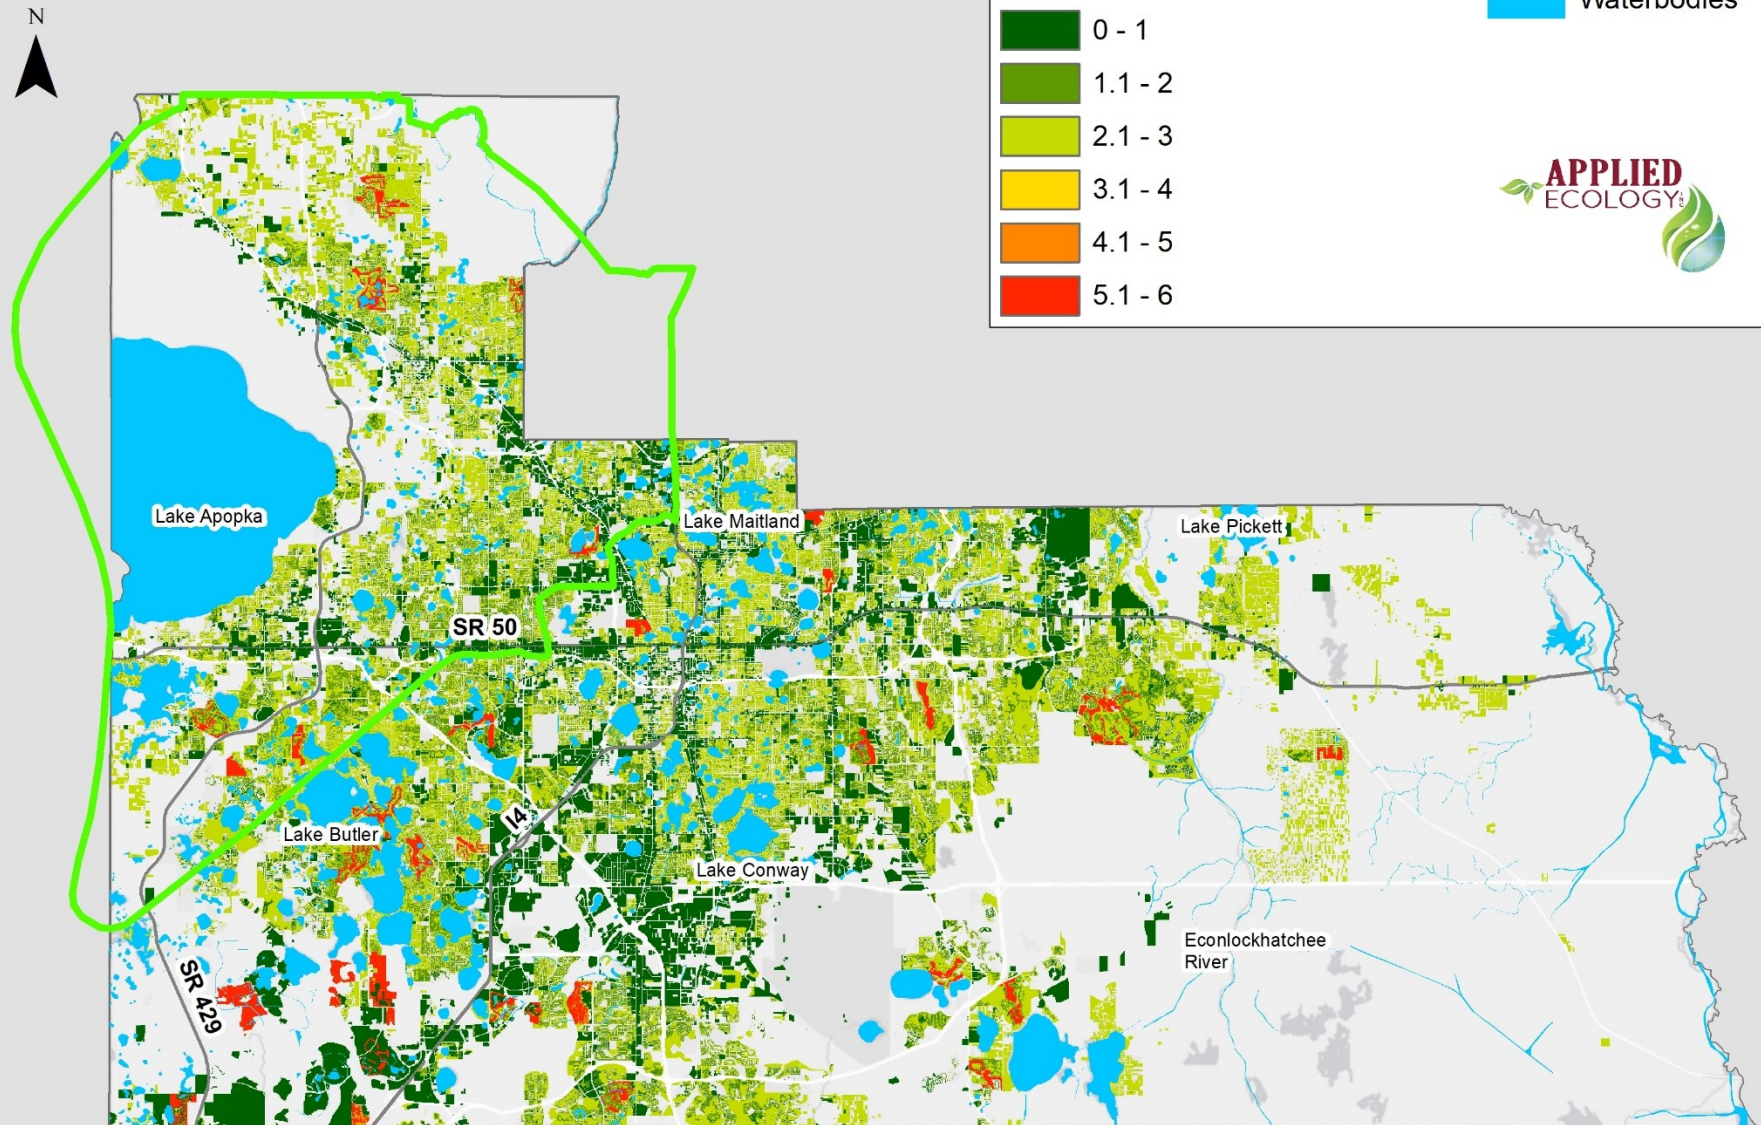 N
Waterbodies
0 - 1
1.1 - 2
2.1 - 3
3.1 - 4
4.1 - 5
5.1 - 6
APPLIED
ECOLOGY
Lake Apopka
Lake Maitland
Lake Pickett
SR 50
Lake Butler
I4
Lake Conway
Econlockhatchee
River
SR 429